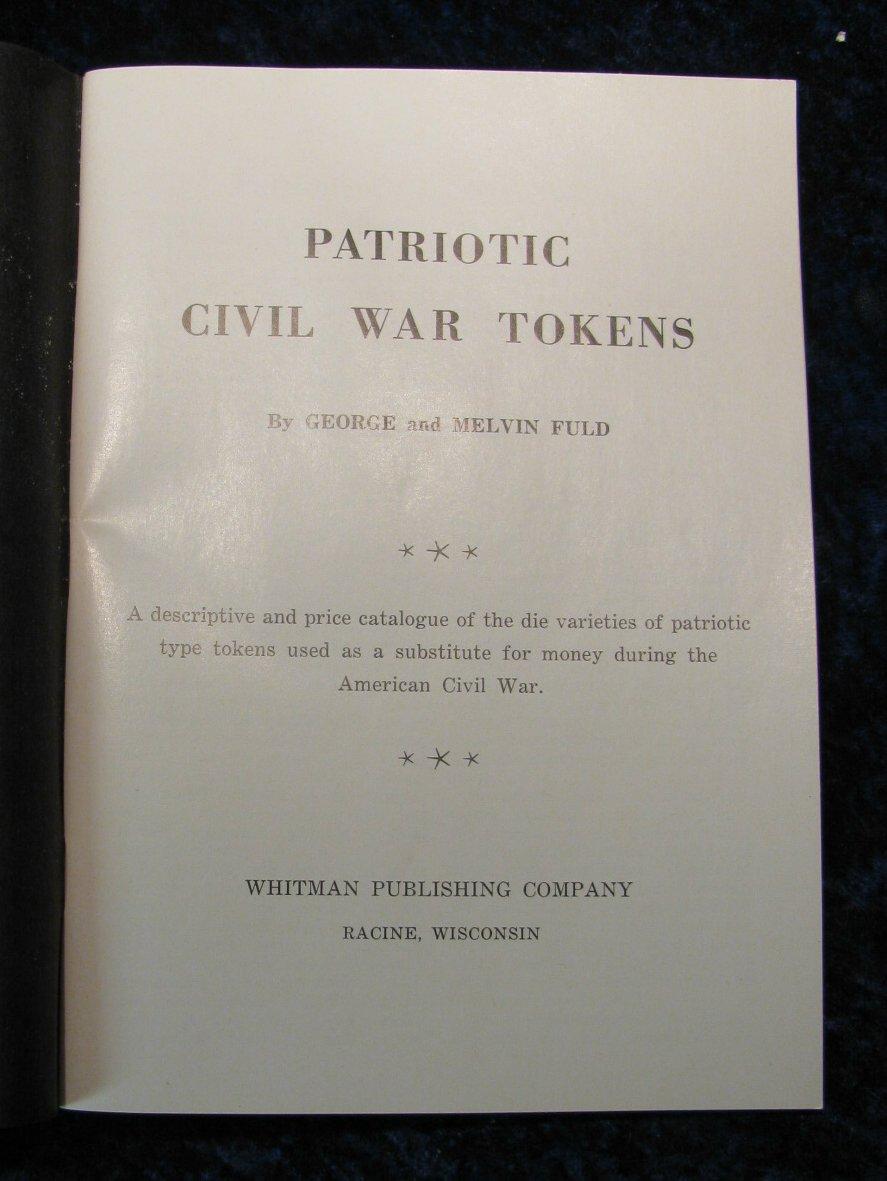 PATRIOTIC
CIVIL WAR TOKENS
By GEORGE and MELVIN FULD
A descriptive and price catalogue of the die varieties of patriotic
type tokens used as a substitute for money during the
American Civil War.
WHITMAN PUBLISHING COMPANY
RACINE, WISCONSIN